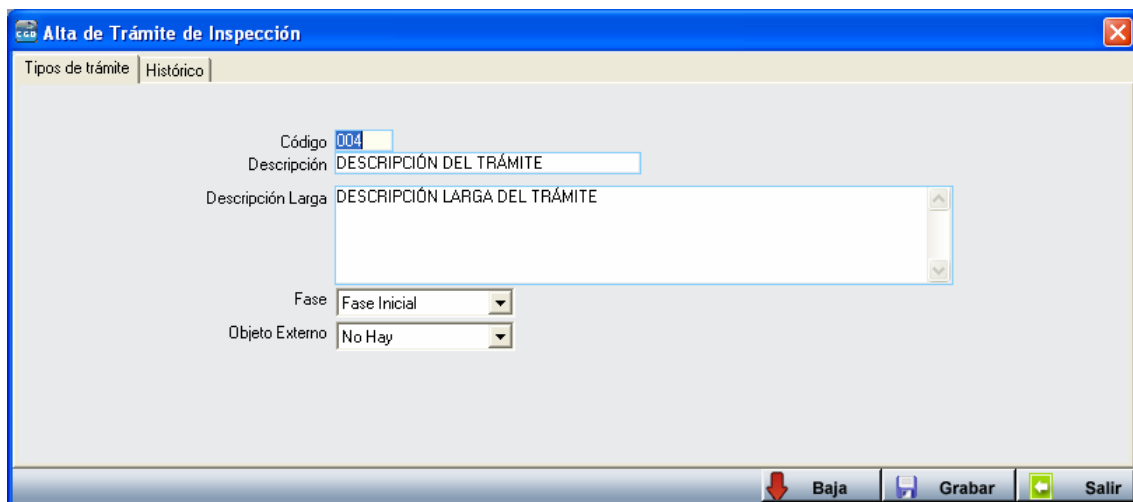 CGD Alta de Trámite de Inspección
Tipos de trámite Histórico
Código 004
Descripción DESCRIPCIÓN DEL TRÁMITE
Descripción Larga DESCRIPCIÓN LARGA DEL TRÁMITE
Fase Fase Inicial
Objeto Externo No Hay
Baja Grabar Salir